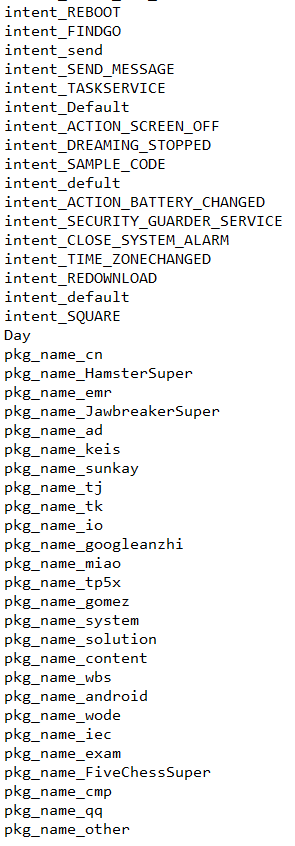 intent_REBOOT
intent_FINDGO
intent_send
intent_SEND_MESSAGE
intent_TASKSERVICE
intent_Default
intent_ACTION_SCREEN_OFF
intent_DREAMING_STOPPED
intent_SAMPLE_CODE
intent_defult
intent_ACTION_BATTERY_CHANGED
intent_SECURITY_GUARDER_SERVICE
intent_CLOSE_SYSTEM_ALARM
intent_TIME_ZONECHANGED
intent_REDOWNLOAD
intent_default
intent_SQUARE
Day
pkg_name_cn
pkg_name_HamsterSuper
pkg_name_emr
pkg_name_JawbreakerSuper
pkg_name_ad
pkg_name_keis
pkg_name_sunkay
pkg_name_tj
pkg_name_tk
pkg_name_io
pkg_name_googleanzhi
pkg_name_miao
pkg_name_tp5x
pkg_name_gomez
pkg_name_system
pkg_name_solution
pkg_name_content
pkg_name_wbs
pkg_name_android
pkg_name_wode
pkg_name_iec
pkg_name_exam
pkg_name_FiveChessSuper
pkg_name_cmp
pkg_name_qq
pkg_name_other